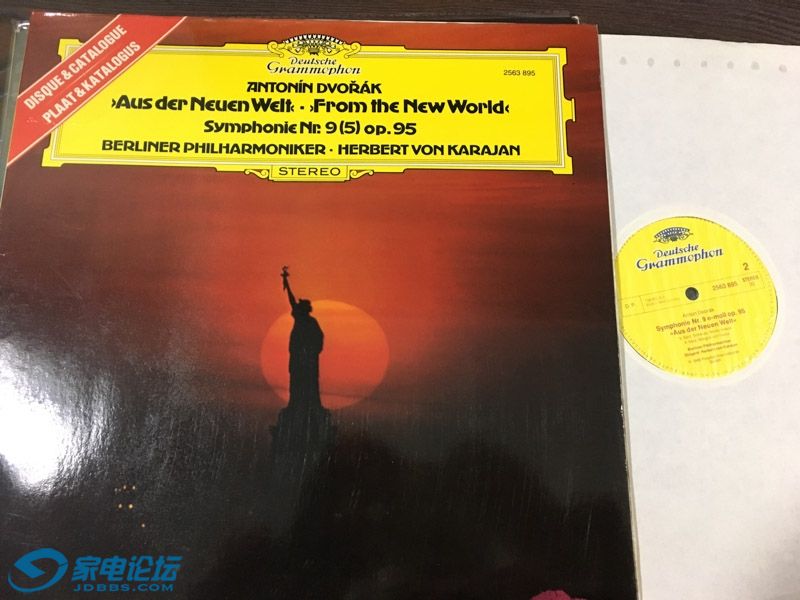 DISQUE & CATALOGUE
PLAAT & KATALOGUS
Deutsche
Grammophon
2563 895
ANTONÍN DVOŘÁK
›Aus der Neuen Welt‹ · ›From the New World‹
Symphonie Nr. 9 (5) op. 95
BERLINER PHILHARMONIKER · HERBERT VON KARAJAN
STEREO
Deutsche
Grammophon
2
2563 895
STEREO
Symphonie Nr. 9 e-moll op. 95
»Aus der Neuen Welt«
Berliner Philharmoniker
家电论坛
JDBBS.COM